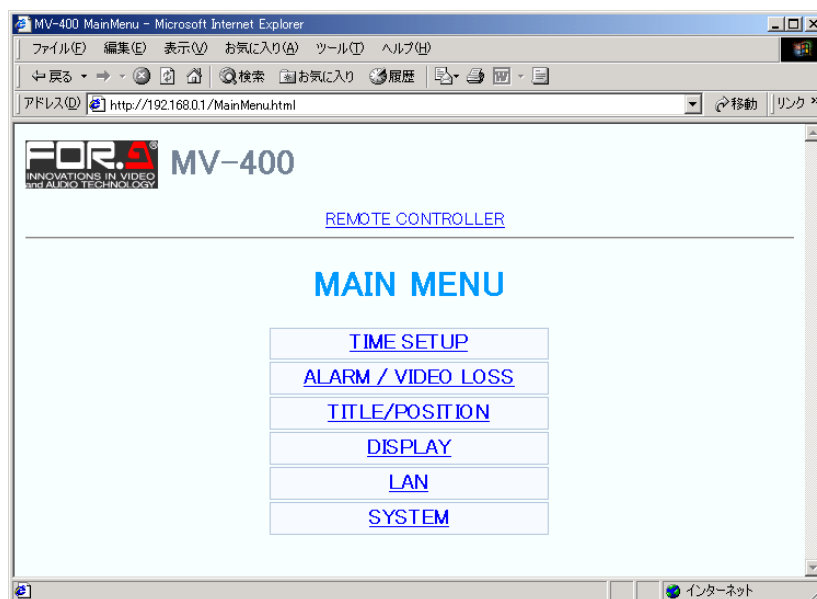 MV-400 MainMenu - Microsoft Internet Explorer
ファイル(F) 編集(E) 表示(V) お気に入り(A) ツール(T) ヘルプ(H)
戻る 検索 お気に入り 履歴
アドレス(D) http://192.168.0.1/MainMenu.html 移動 リンク »
FOR.A® MV-400
INNOVATIONS IN VIDEO
and AUDIO TECHNOLOGY
REMOTE CONTROLLER
MAIN MENU
TIME SETUP
ALARM / VIDEO LOSS
TITLE/POSITION
DISPLAY
LAN
SYSTEM
インターネット